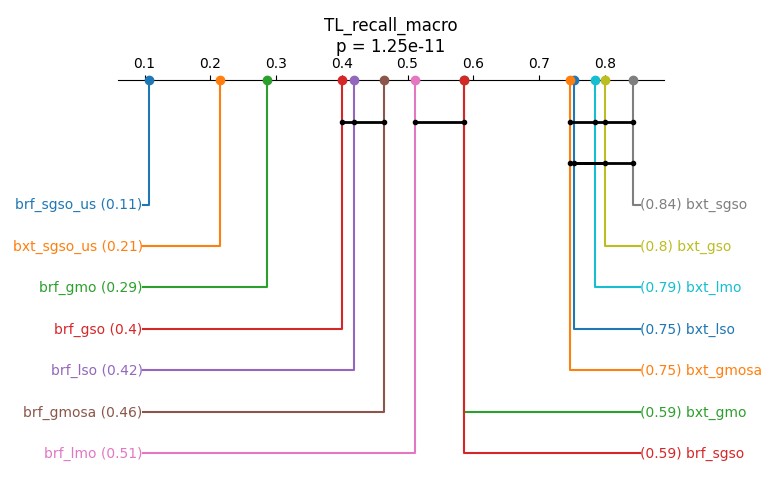 TL_recall_macro
p = 1.25e-11
0.1 0.2 0.3 0.4 0.5 0.6 0.7 0.8
brf_sgso_us (0.11)
bxt_sgso_us (0.21)
brf_gmo (0.29)
brf_gso (0.4)
brf_lso (0.42)
brf_gmosa (0.46)
brf_lmo (0.51)
(0.84) bxt_sgso
(0.8) bxt_gso
(0.79) bxt_lmo
(0.75) bxt_lso
(0.75) bxt_gmosa
(0.59) bxt_gmo
(0.59) brf_sgso